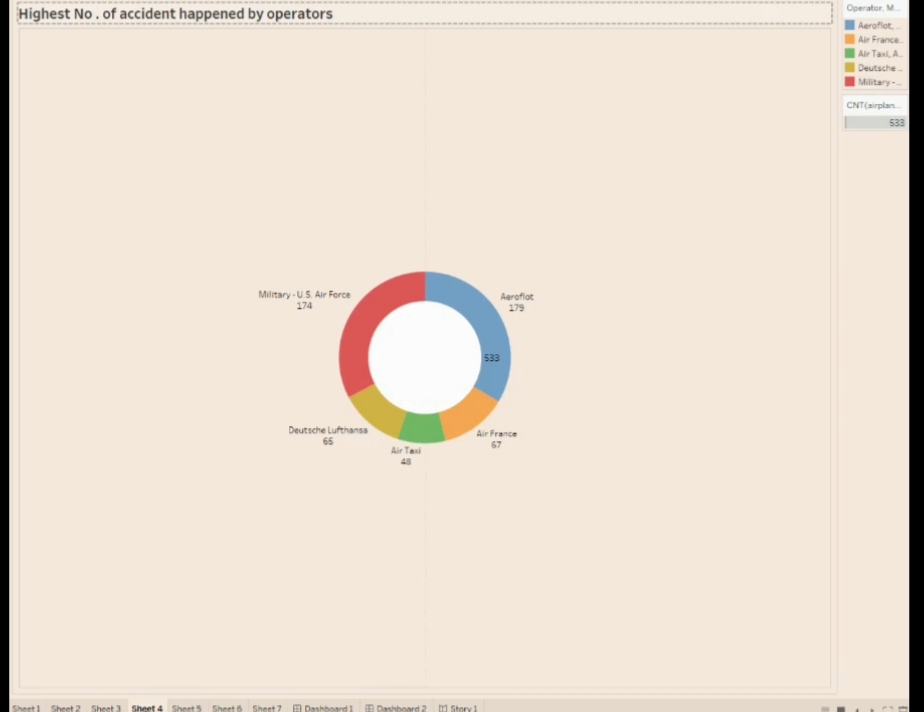 Highest No . of accident happened by operators
Operator, M...
Aeroflot, ...
Air France..
Air Taxi, A..
Deutsche ..
Military -...
CNT(airplan...
533
Military - U.S. Air Force
174
Aeroflot
179
533
Deutsche Lufthansa
65
Air France
67
Air Taxi
48
Sheet 1 Sheet 2 Sheet 3 Sheet 4 Sheet 5 Sheet 6 Sheet 7 Dashboard 1 Dashboard 2 Story 1